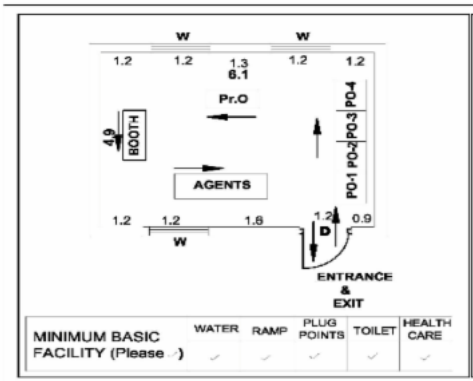 W W
1.2 1.2 1.3 1.2 1.2
6.1
Pr.O
4.9
BOOTH
PO-1 PO-2 PO-3 PO-4
AGENTS
1.2 1.2 1.6 1.2 0.9
W
D
ENTRANCE
&
EXIT
MINIMUM BASIC
FACILITY (Please ✓)
WATER ✓
RAMP ✓
PLUG
POINTS ✓
TOILET ✓
HEALTH
CARE ✓